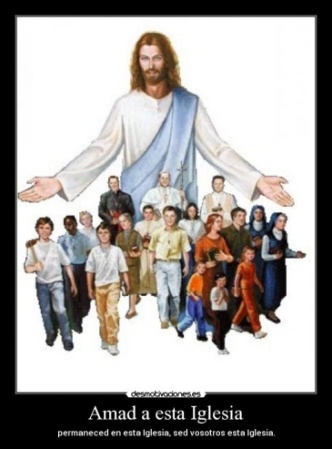 desmotivaciones.es
Amad a esta Iglesia
permaneced en esta Iglesia, sed vosotros esta Iglesia.